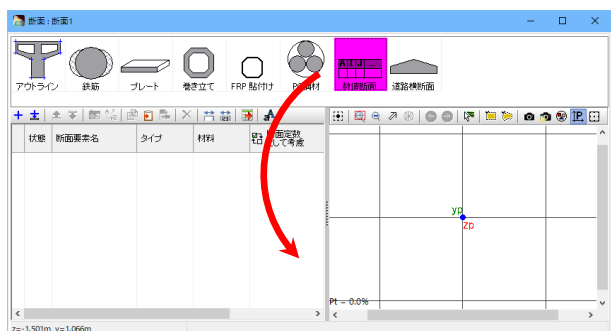 断面 : 断面1
アウトライン 鉄筋 プレート 巻き立て FRP 貼付け PC鋼材 数値断面 道路横断面
A I J
状態 断面要素名 タイプ 材料 断面定数
として考慮
yp
zp
Pt - 0.0%
z=-1.501m y=1.066m